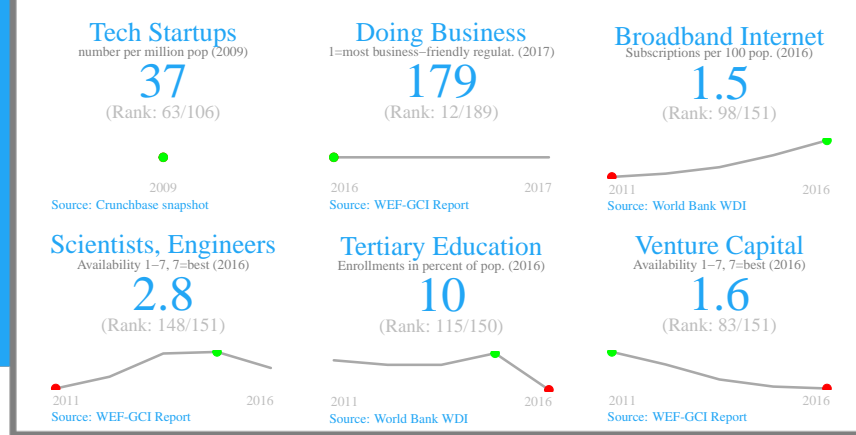 Tech Startups
number per million pop (2009)
37
(Rank: 63/106)
2009
Source: Crunchbase snapshot
Doing Business
1=most business−friendly regulat. (2017)
179
(Rank: 12/189)
2016 2017
Source: WEF-GCI Report
Broadband Internet
Subscriptions per 100 pop. (2016)
1.5
(Rank: 98/151)
2011 2016
Source: World Bank WDI
Scientists, Engineers
Availability 1−7, 7=best (2016)
2.8
(Rank: 148/151)
2011 2016
Source: WEF-GCI Report
Tertiary Education
Enrollments in percent of pop. (2016)
10
(Rank: 115/150)
2011 2016
Source: World Bank WDI
Venture Capital
Availability 1−7, 7=best (2016)
1.6
(Rank: 83/151)
2011 2016
Source: WEF-GCI Report